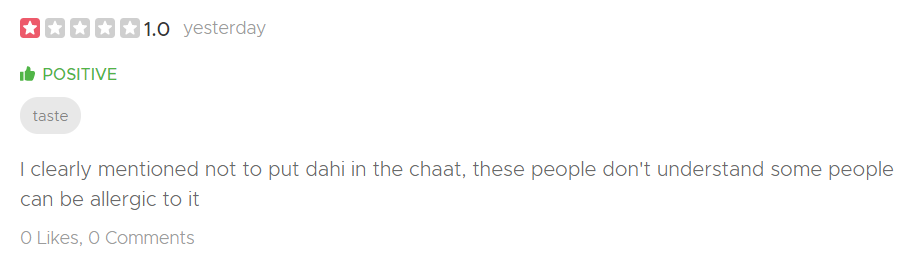 1.0 yesterday
POSITIVE
taste
I clearly mentioned not to put dahi in the chaat, these people don't understand some people
can be allergic to it
0 Likes, 0 Comments